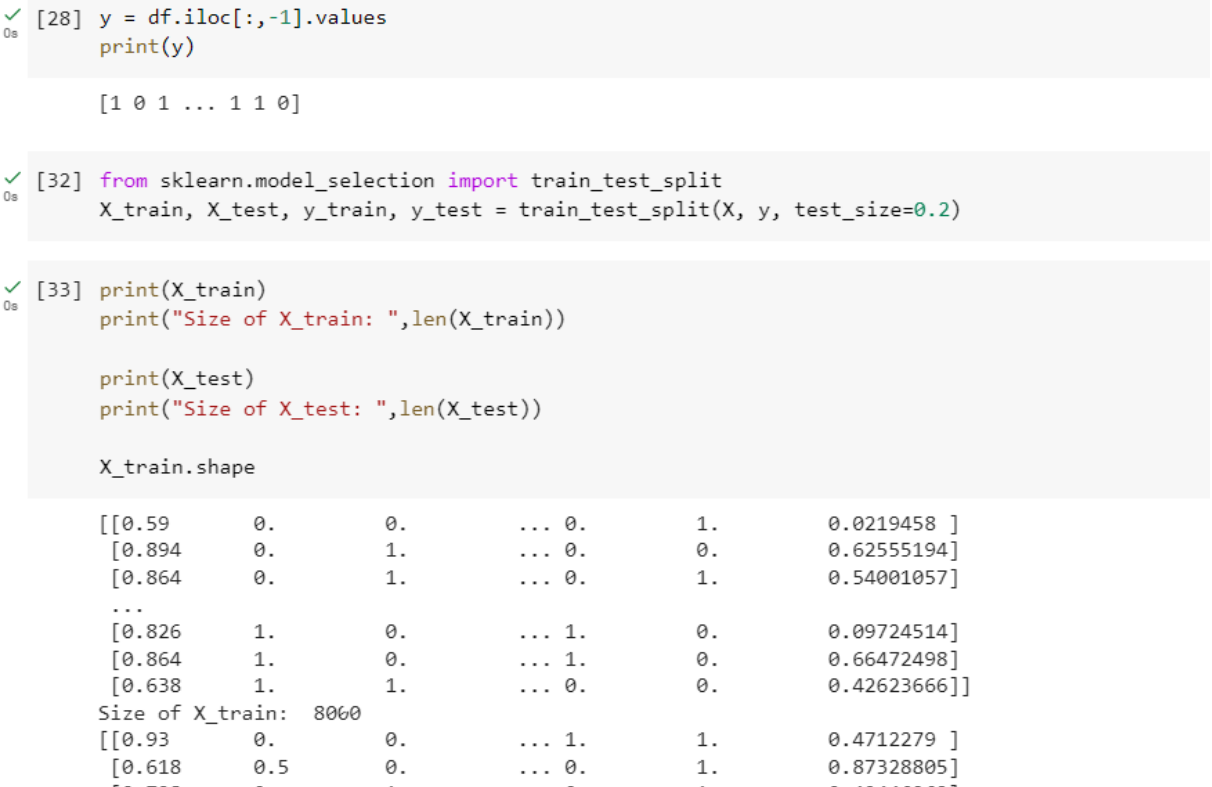 [28] y = df.iloc[:,-1].values
0s
print(y)
[1 0 1 ... 1 1 0]
[32] from sklearn.model_selection import train_test_split
0s
X_train, X_test, y_train, y_test = train_test_split(X, y, test_size=0.2)
[33] print(X_train)
0s
print("Size of X_train: ",len(X_train))
print(X_test)
print("Size of X_test: ",len(X_test))
X_train.shape
[[0.59 0. 0. ... 0. 1. 0.0219458 ]
[0.894 0. 1. ... 0. 0. 0.62555194]
[0.864 0. 1. ... 0. 1. 0.54001057]
...
[0.826 1. 0. ... 1. 0. 0.09724514]
[0.864 1. 0. ... 1. 0. 0.66472498]
[0.638 1. 1. ... 0. 0. 0.42623666]]
Size of X_train: 8060
[[0.93 0. 0. ... 1. 1. 0.4712279 ]
[0.618 0.5 0. ... 0. 1. 0.87328805]